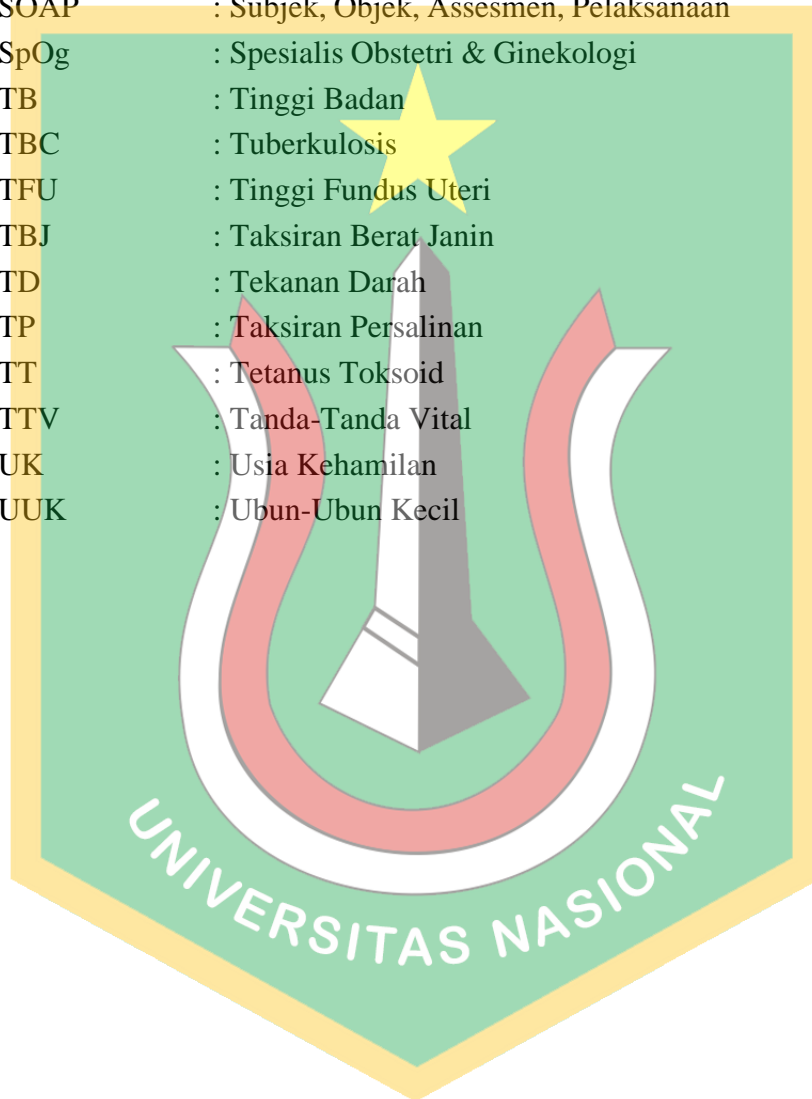 SOAP : Subjek, Objek, Assesmen, Pelaksanaan
SpOg : Spesialis Obstetri & Ginekologi
TB : Tinggi Badan
TBC : Tuberkulosis
TFU : Tinggi Fundus Uteri
TBJ : Taksiran Berat Janin
TD : Tekanan Darah
TP : Taksiran Persalinan
TT : Tetanus Toksoid
TTV : Tanda-Tanda Vital
UK : Usia Kehamilan
UUK : Ubun-Ubun Kecil
UNIVERSITAS NASIONAL